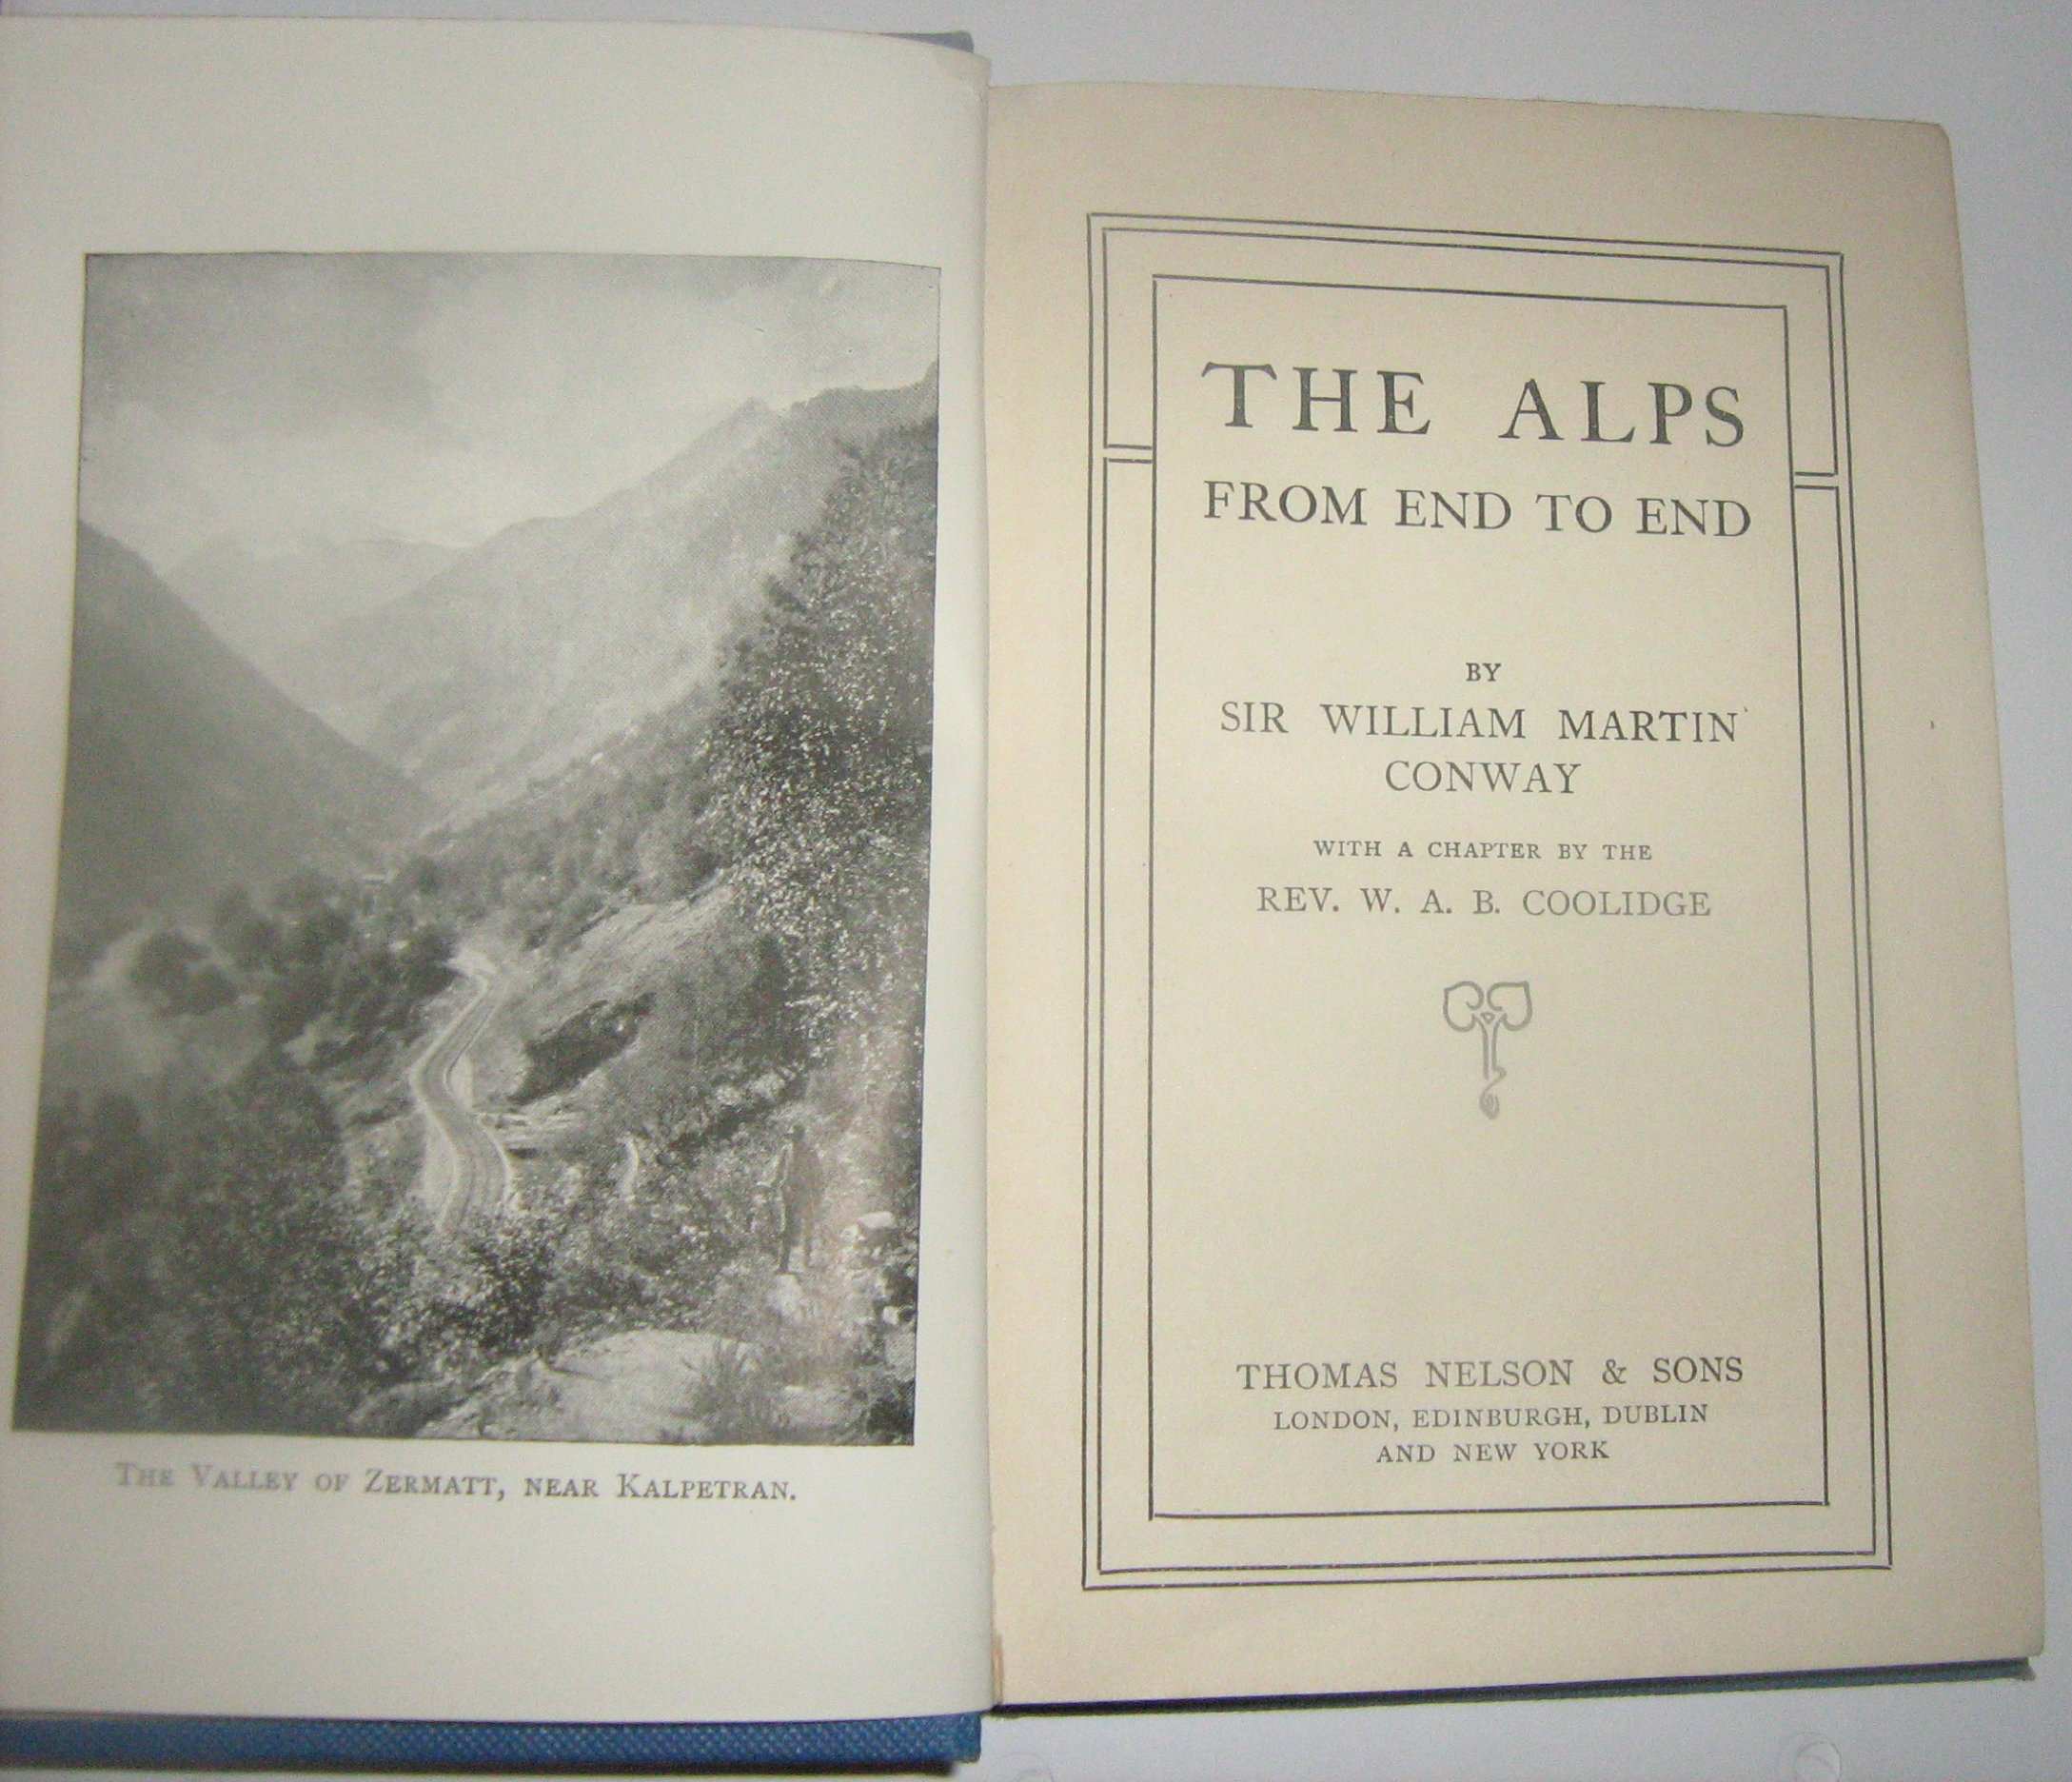 THE VALLEY OF ZERMATT, NEAR KALPETRAN.
THE ALPS
FROM END TO END
BY
SIR WILLIAM MARTIN
CONWAY
WITH A CHAPTER BY THE
REV. W. A. B. COOLIDGE
THOMAS NELSON & SONS
LONDON, EDINBURGH, DUBLIN
AND NEW YORK